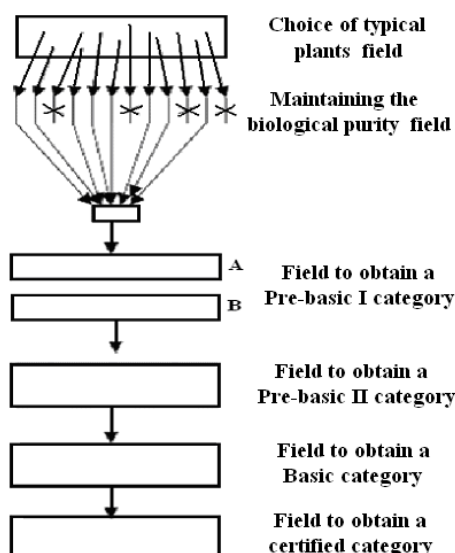 Choice of typical
plants field
Maintaining the
biological purity field
A
Field to obtain a
Pre-basic I category
B
Field to obtain a
Pre-basic II category
Field to obtain a
Basic category
Field to obtain a
certified category